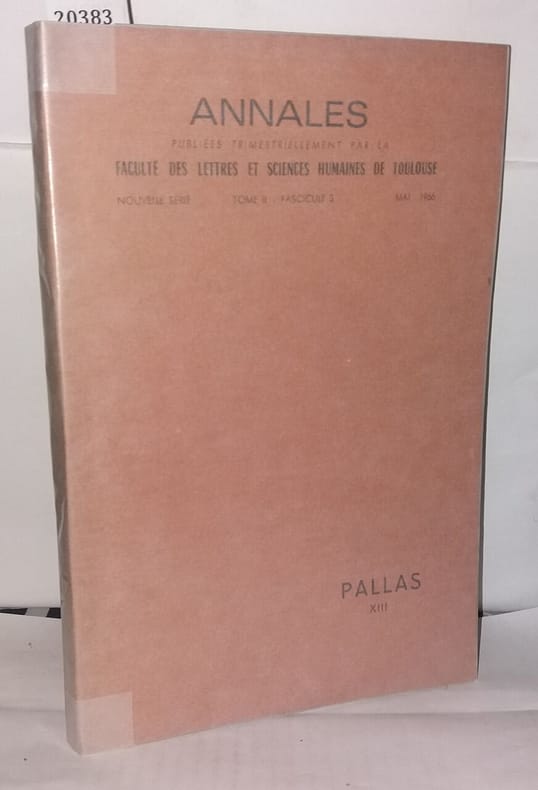 20383
ANNALES
PUBLIÉES TRIMESTRIELLEMENT PAR LA
FACULTÉ DES LETTRES ET SCIENCES HUMAINES DE TOULOUSE
NOUVELLE SÉRIE TOME II - FASCICULE 3 MAI 1966
PALLAS
XIII